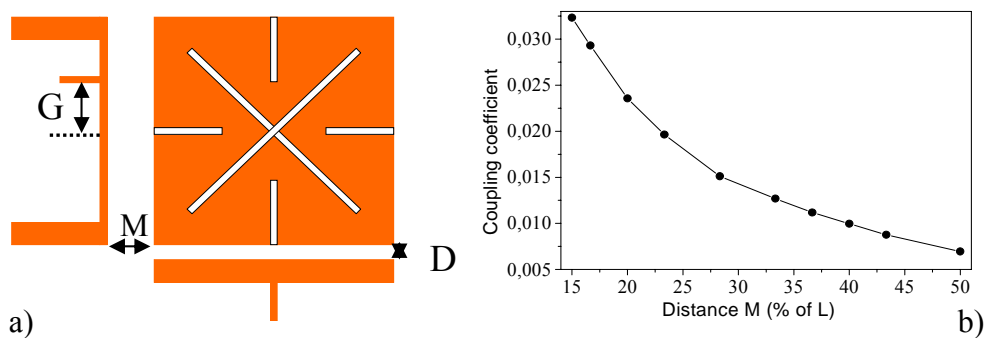 G
M
D
a)
Coupling coefficient
0,030
0,025
0,020
0,015
0,010
0,005
15 20 25 30 35 40 45 50
Distance M (% of L)
b)